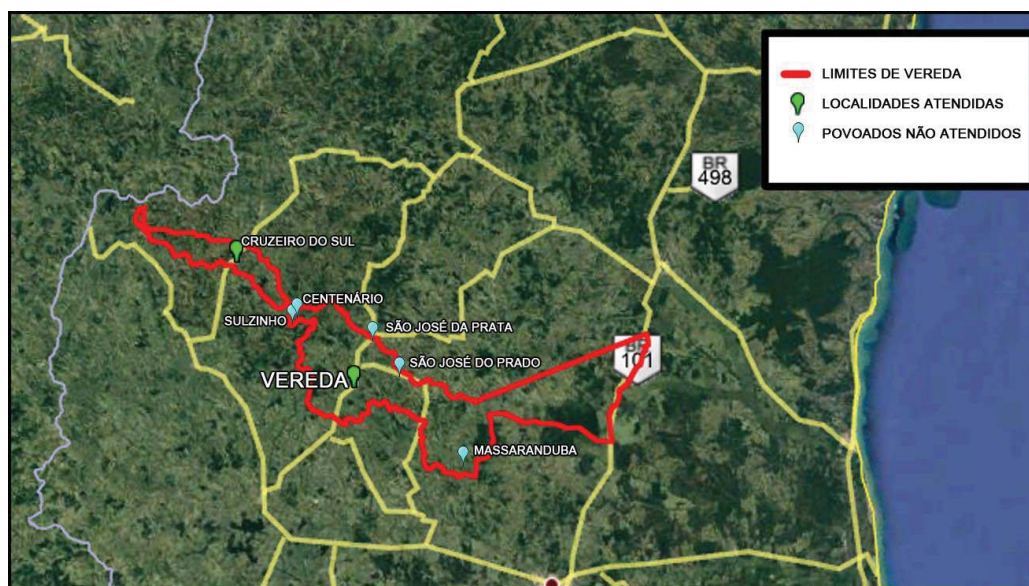 LIMITES DE VEREDA
LOCALIDADES ATENDIDAS
POVOADOS NÃO ATENDIDOS
BR
498
CRUZEIRO DO SUL
CENTENÁRIO
SULZINHO
SÃO JOSÉ DA PRATA
BR
101
SÃO JOSÉ DO PRADO
VEREDA
MASSARANDUBA